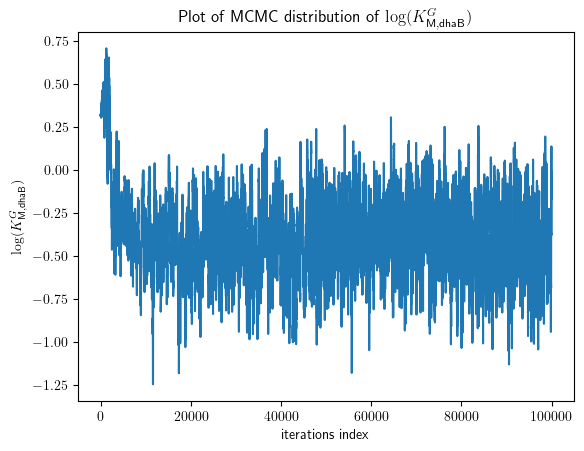 Plot of MCMC distribution of log(K^G_M,dhaB)
0.75
0.50
0.25
0.00
−0.25
−0.50
−0.75
−1.00
−1.25
log(K^G_M,dhaB)
0 20000 40000 60000 80000 100000
iterations index